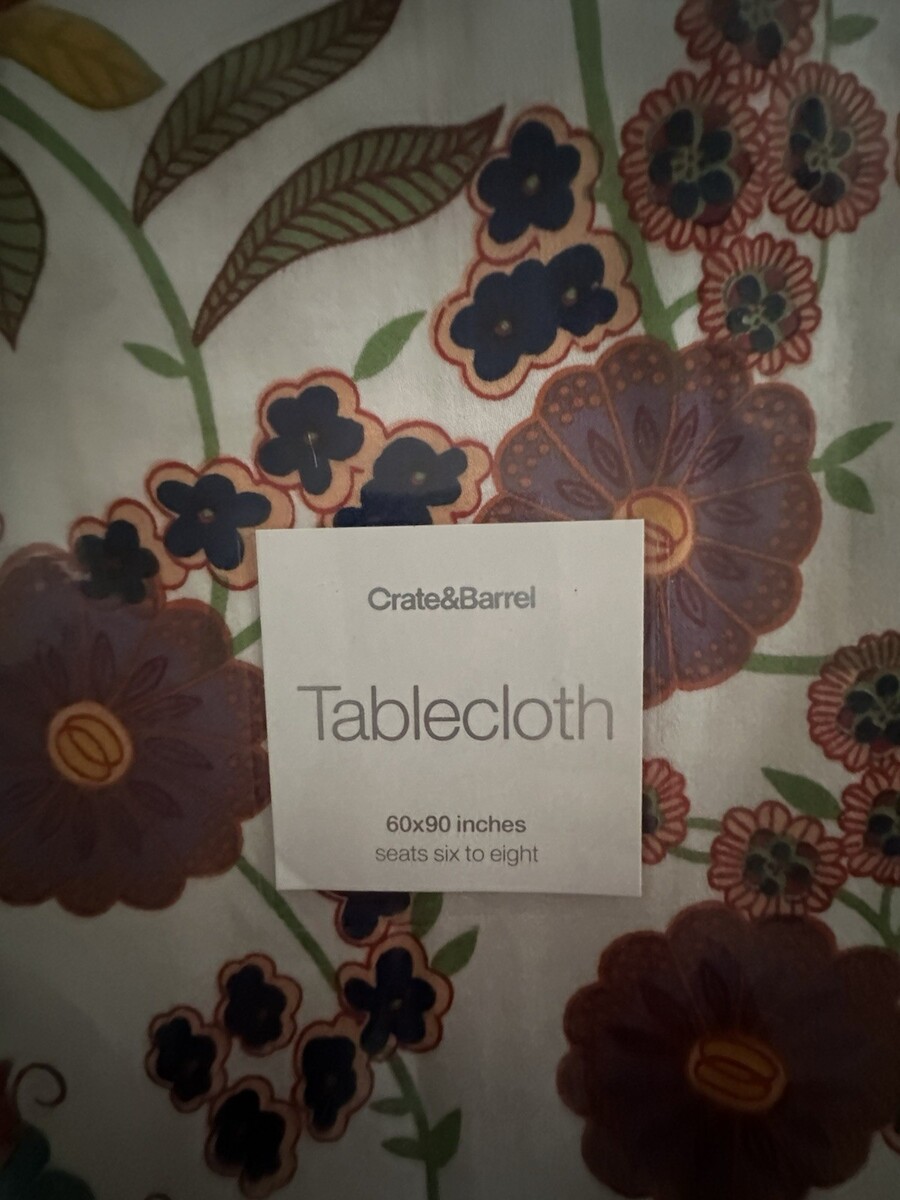 Crate&Barrel
Tablecloth
60x90 inches
seats six to eight